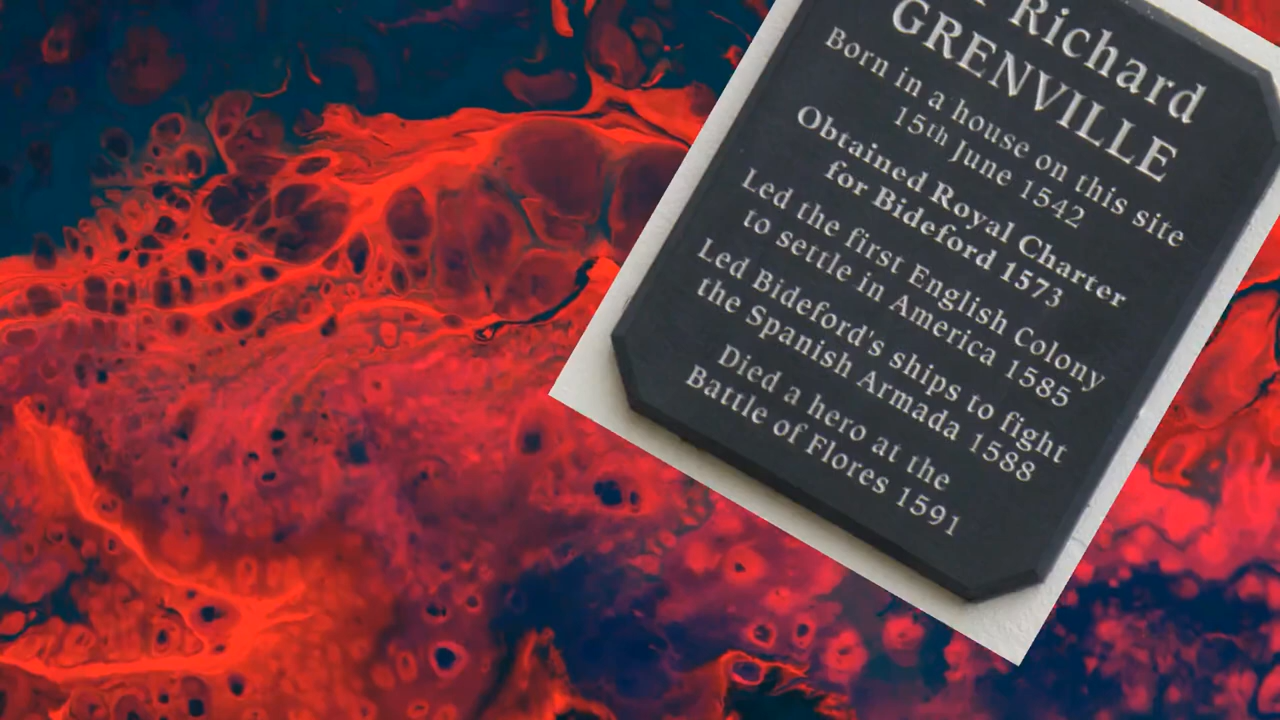 Richard
GRENVILLE
Born in a house on this site
15th June 1542
Obtained Royal Charter
for Bideford 1573
Led the first English Colony
to settle in America 1585
Led Bideford's ships to fight
the Spanish Armada 1588
Died a hero at the
Battle of Flores 1591